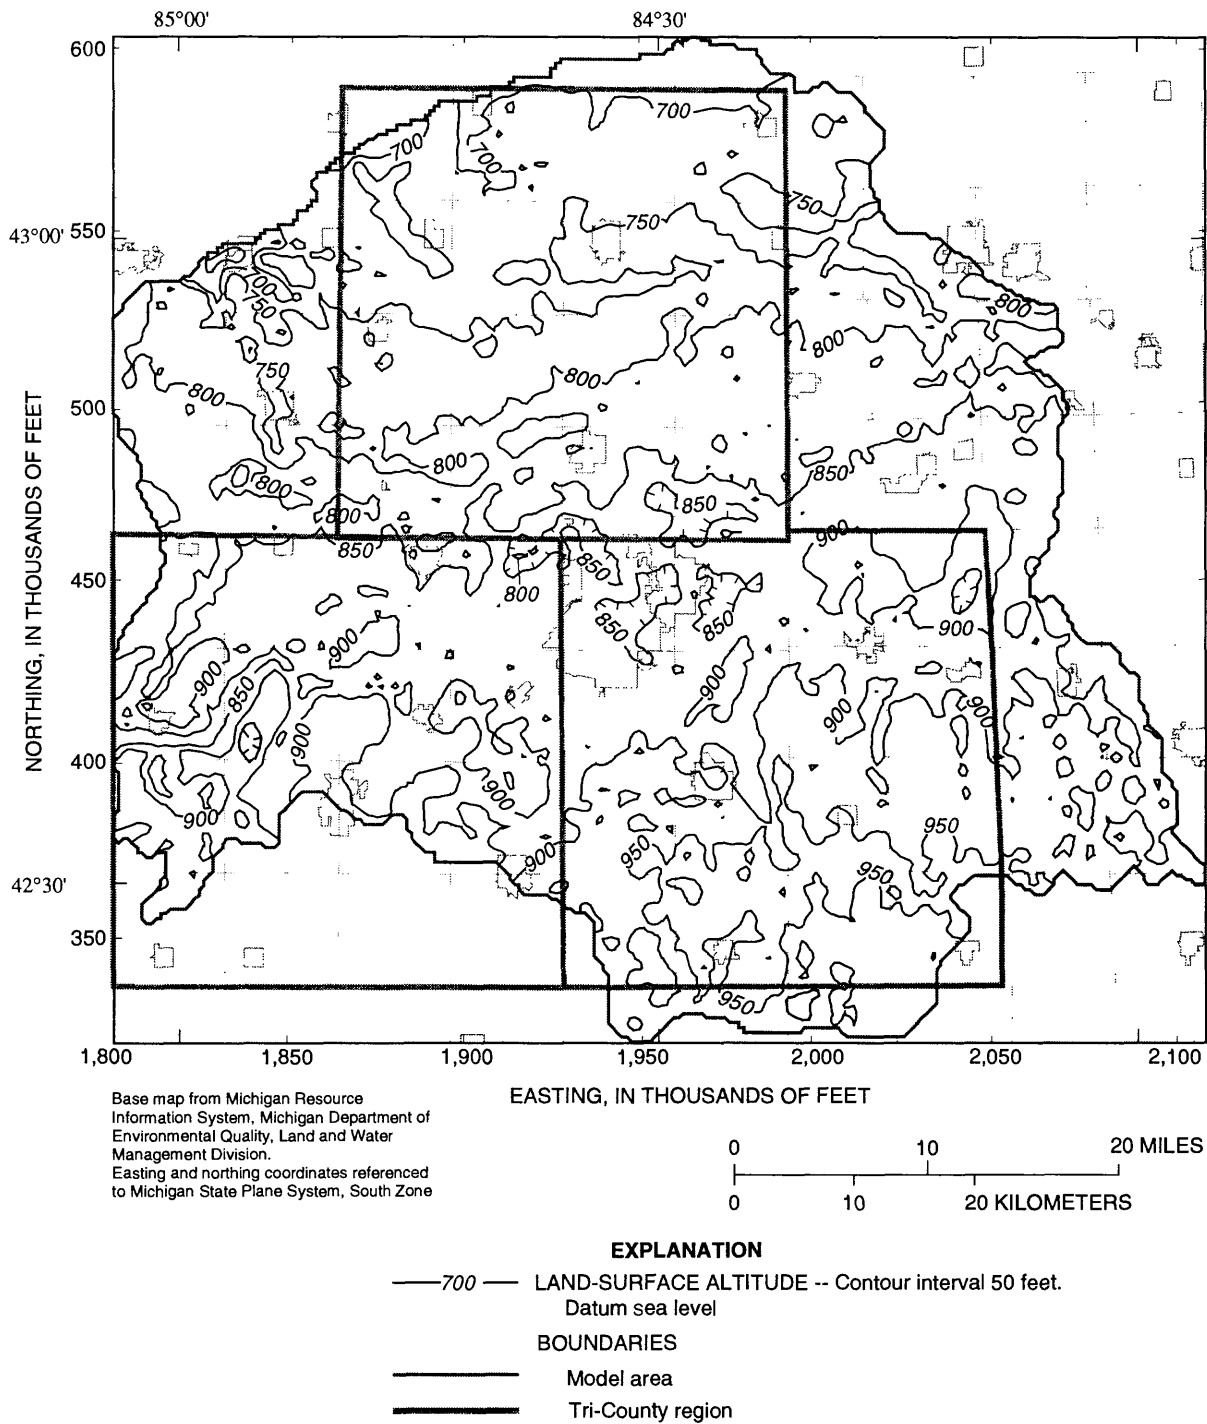 85°00' 84°30'
600
700
700
700
750
750
43°00' 550
700
750
800
800
750
800
800
500
800
850
800
850
800
900
850
850
450
800
850
850
900
900
900
900
850
900
900
900
400
900
900
950
950
900
950
42°30'
350
950
1,800 1,850 1,900 1,950 2,000 2,050 2,100
NORTHING, IN THOUSANDS OF FEET
EASTING, IN THOUSANDS OF FEET
Base map from Michigan Resource
Information System, Michigan Department of
Environmental Quality, Land and Water
Management Division.
Easting and northing coordinates referenced
to Michigan State Plane System, South Zone
0 10 20 MILES
0 10 20 KILOMETERS
EXPLANATION
700 LAND-SURFACE ALTITUDE -- Contour interval 50 feet.
Datum sea level
BOUNDARIES
Model area
Tri-County region